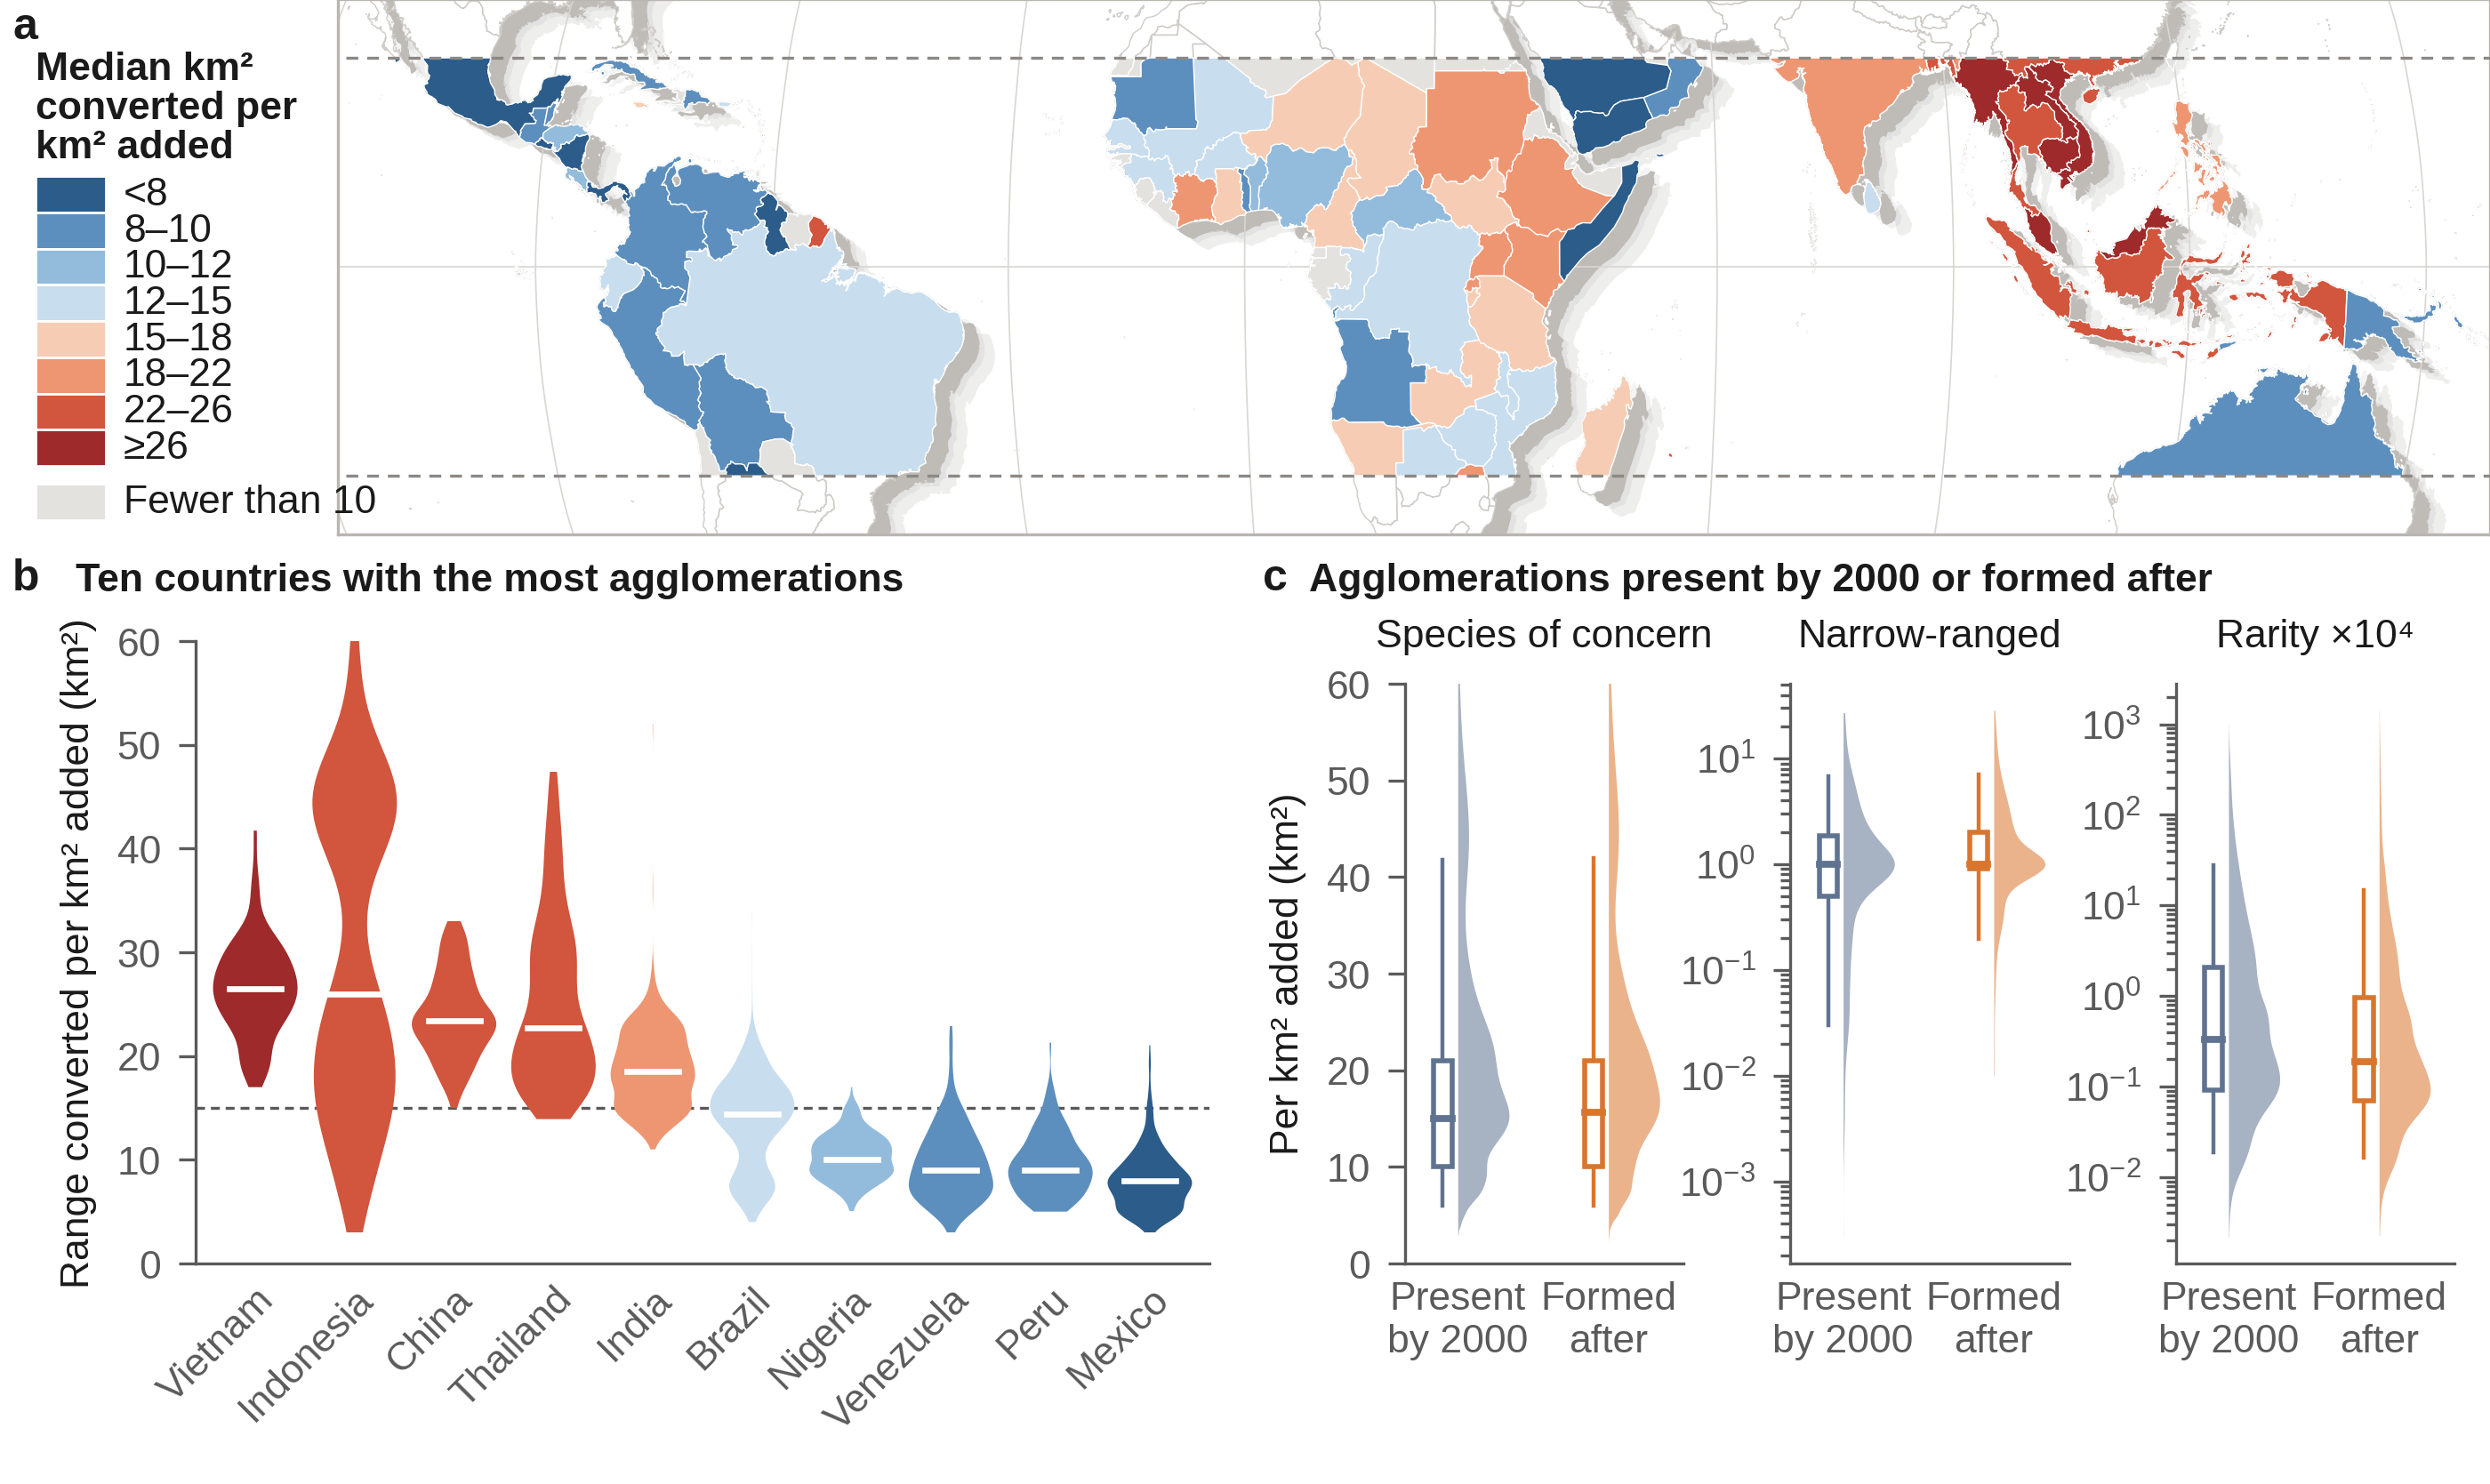 a
Median km²
converted per
km² added
<8
8–10
10–12
12–15
15–18
18–22
22–26
≥26
Fewer than 10
b Ten countries with the most agglomerations
Range converted per km² added (km²)
60
50
40
30
20
10
0
Vietnam
Indonesia
China
Thailand
India
Brazil
Nigeria
Venezuela
Peru
Mexico
c Agglomerations present by 2000 or formed after
Species of concern
Per km² added (km²)
60
50
40
30
20
10
0
Present by 2000
Formed after
Narrow-ranged
10¹
10⁰
10⁻¹
10⁻²
10⁻³
Present by 2000
Formed after
Rarity ×10⁴
10³
10²
10¹
10⁰
10⁻¹
10⁻²
Present by 2000
Formed after